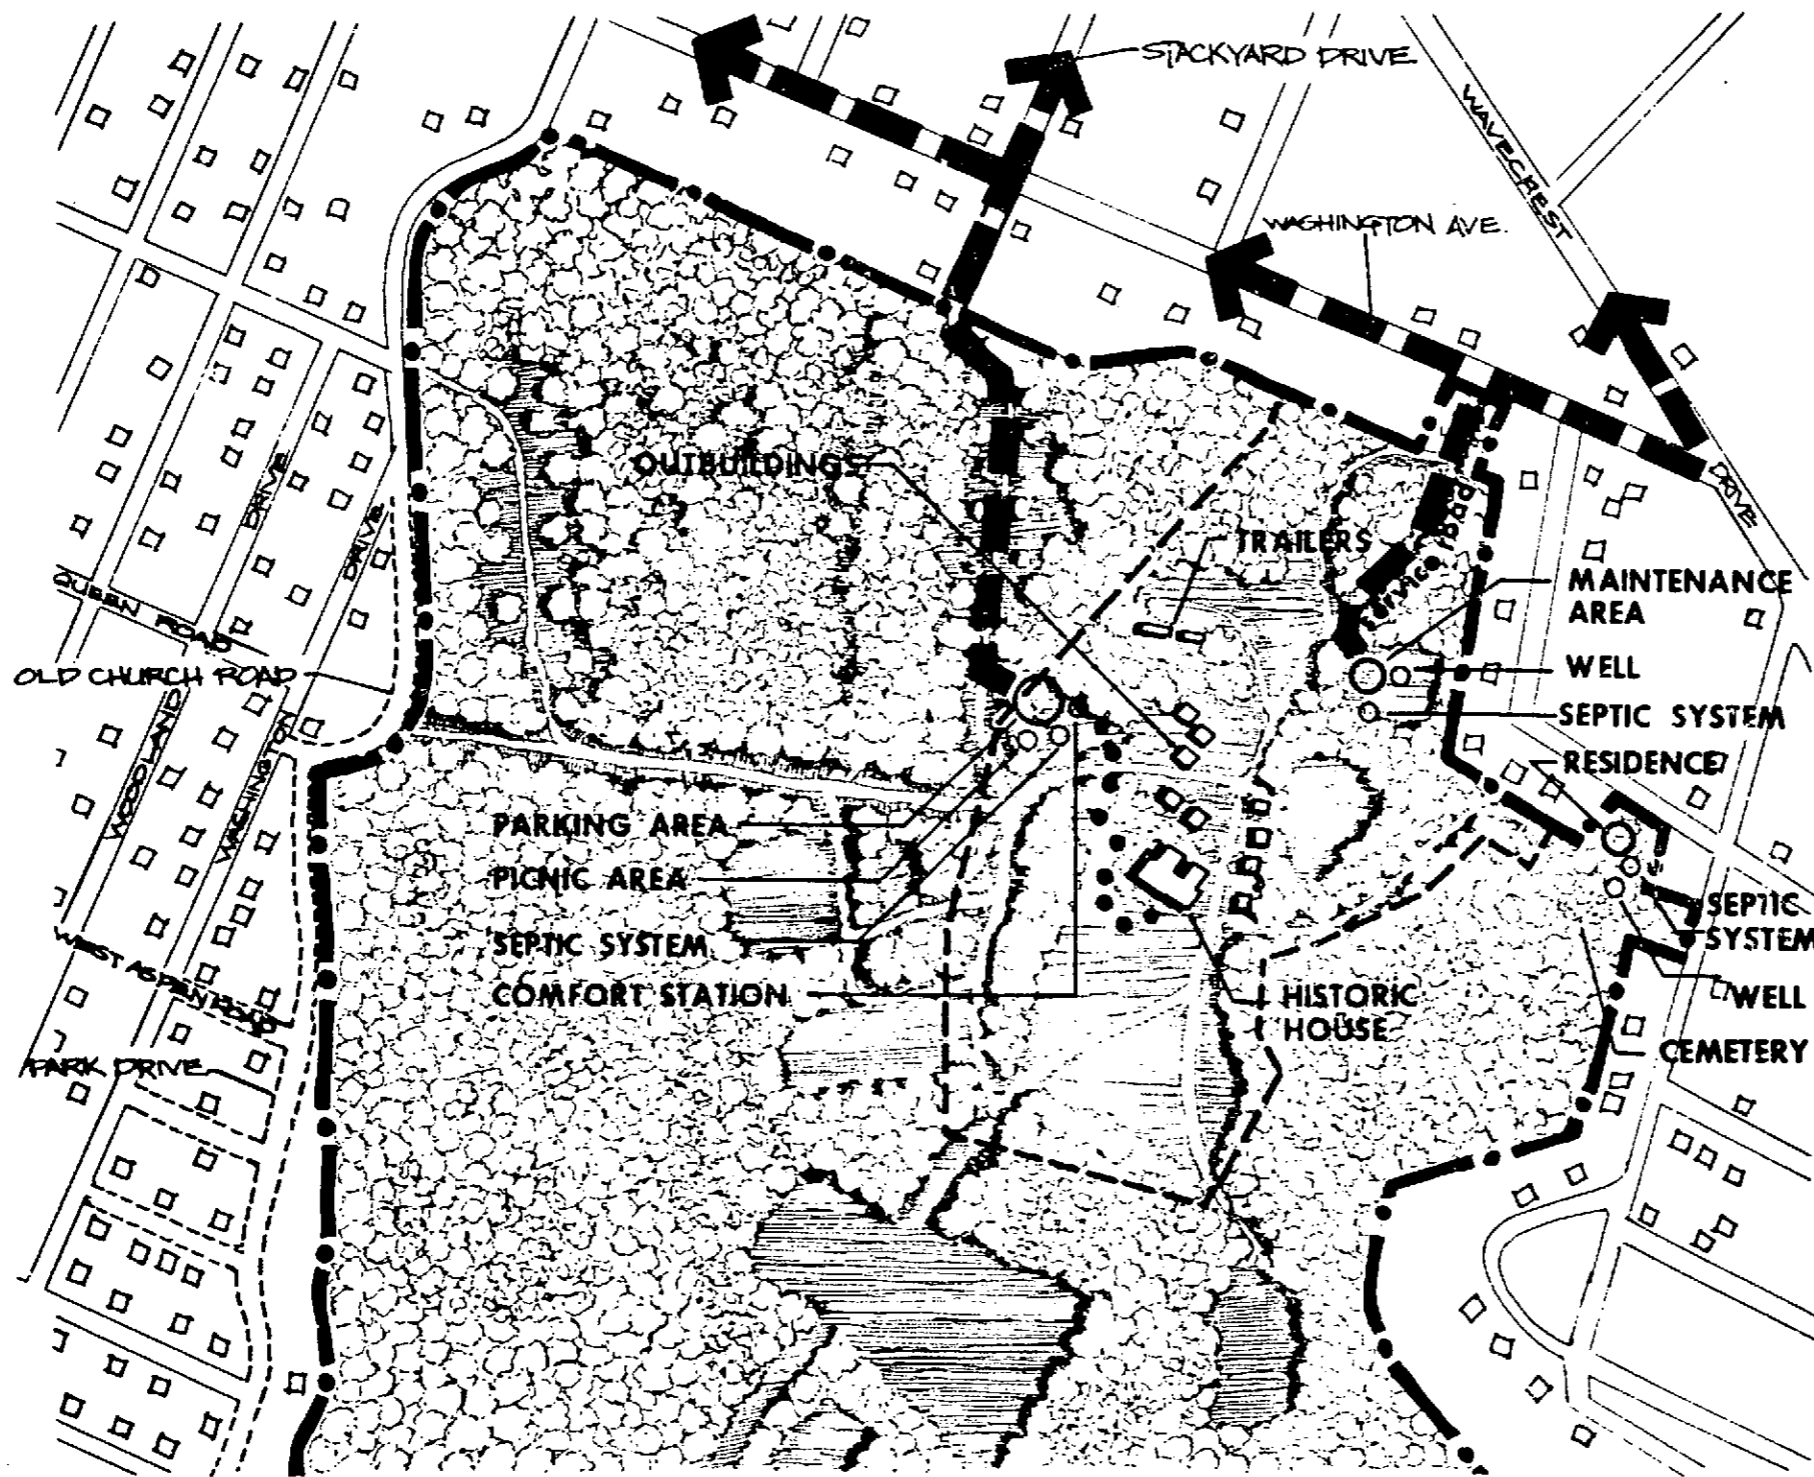 STACKYARD DRIVE
WAVECREST
DRIVE
WASHINGTON AVE.
OUTBUILDINGS
service road
TRAILERS
MAINTENANCE
AREA
WELL
SEPTIC SYSTEM
RESIDENCE
DRIVE
DRIVE
QUEEN ROAD
OLD CHURCH ROAD
WOODLAND
WASHINGTON
PARKING AREA
PICNIC AREA
SEPTIC SYSTEM
COMFORT STATION
HISTORIC
HOUSE
SEPTIC
SYSTEM
WELL
CEMETERY
WEST ASPEN ROAD
PARK DRIVE